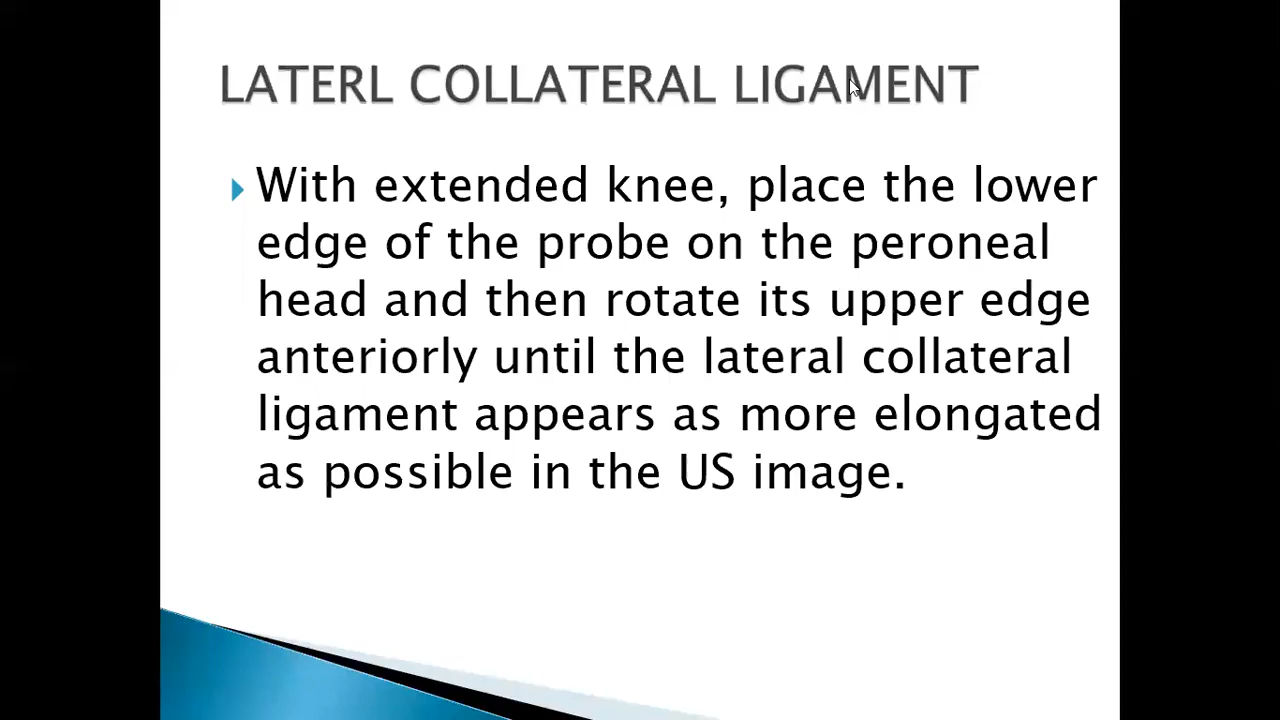 LATERL COLLATERAL LIGAMENT
With extended knee, place the lower
edge of the probe on the peroneal
head and then rotate its upper edge
anteriorly until the lateral collateral
ligament appears as more elongated
as possible in the US image.